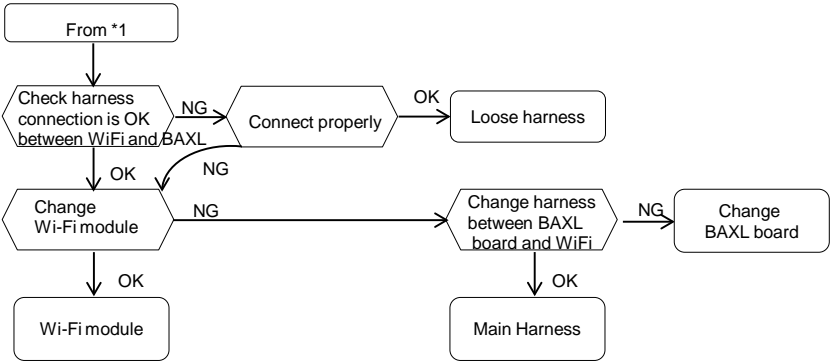 From *1
Check harness
connection is OK
between WiFi and BAXL
NG
Connect properly
OK
Loose harness
NG
OK
Change
Wi-Fi module
NG
Change harness
between BAXL
board and WiFi
NG
Change
BAXL board
OK
OK
Wi-Fi module
Main Harness